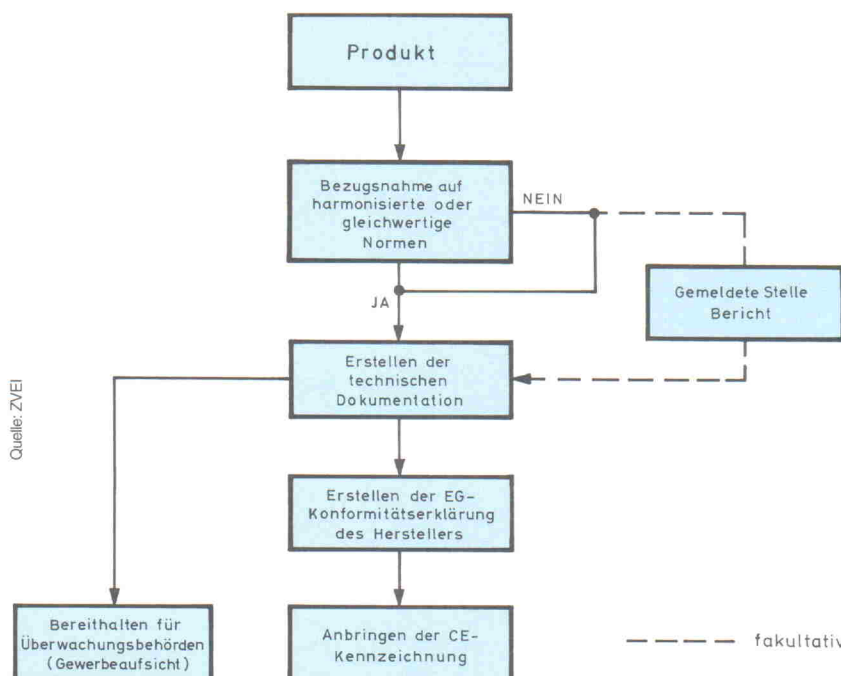 Produkt
Bezugsnahme auf
harmonisierte oder
gleichwertige
Normen
NEIN
JA
Gemeldete Stelle
Bericht
Erstellen der
technischen
Dokumentation
Quelle: ZVEI
Erstellen der EG-
Konformitätserklärung
des Herstellers
Bereithalten für
Überwachungsbehörden
(Gewerbeaufsicht)
Anbringen der CE-
Kennzeichnung
fakultativ